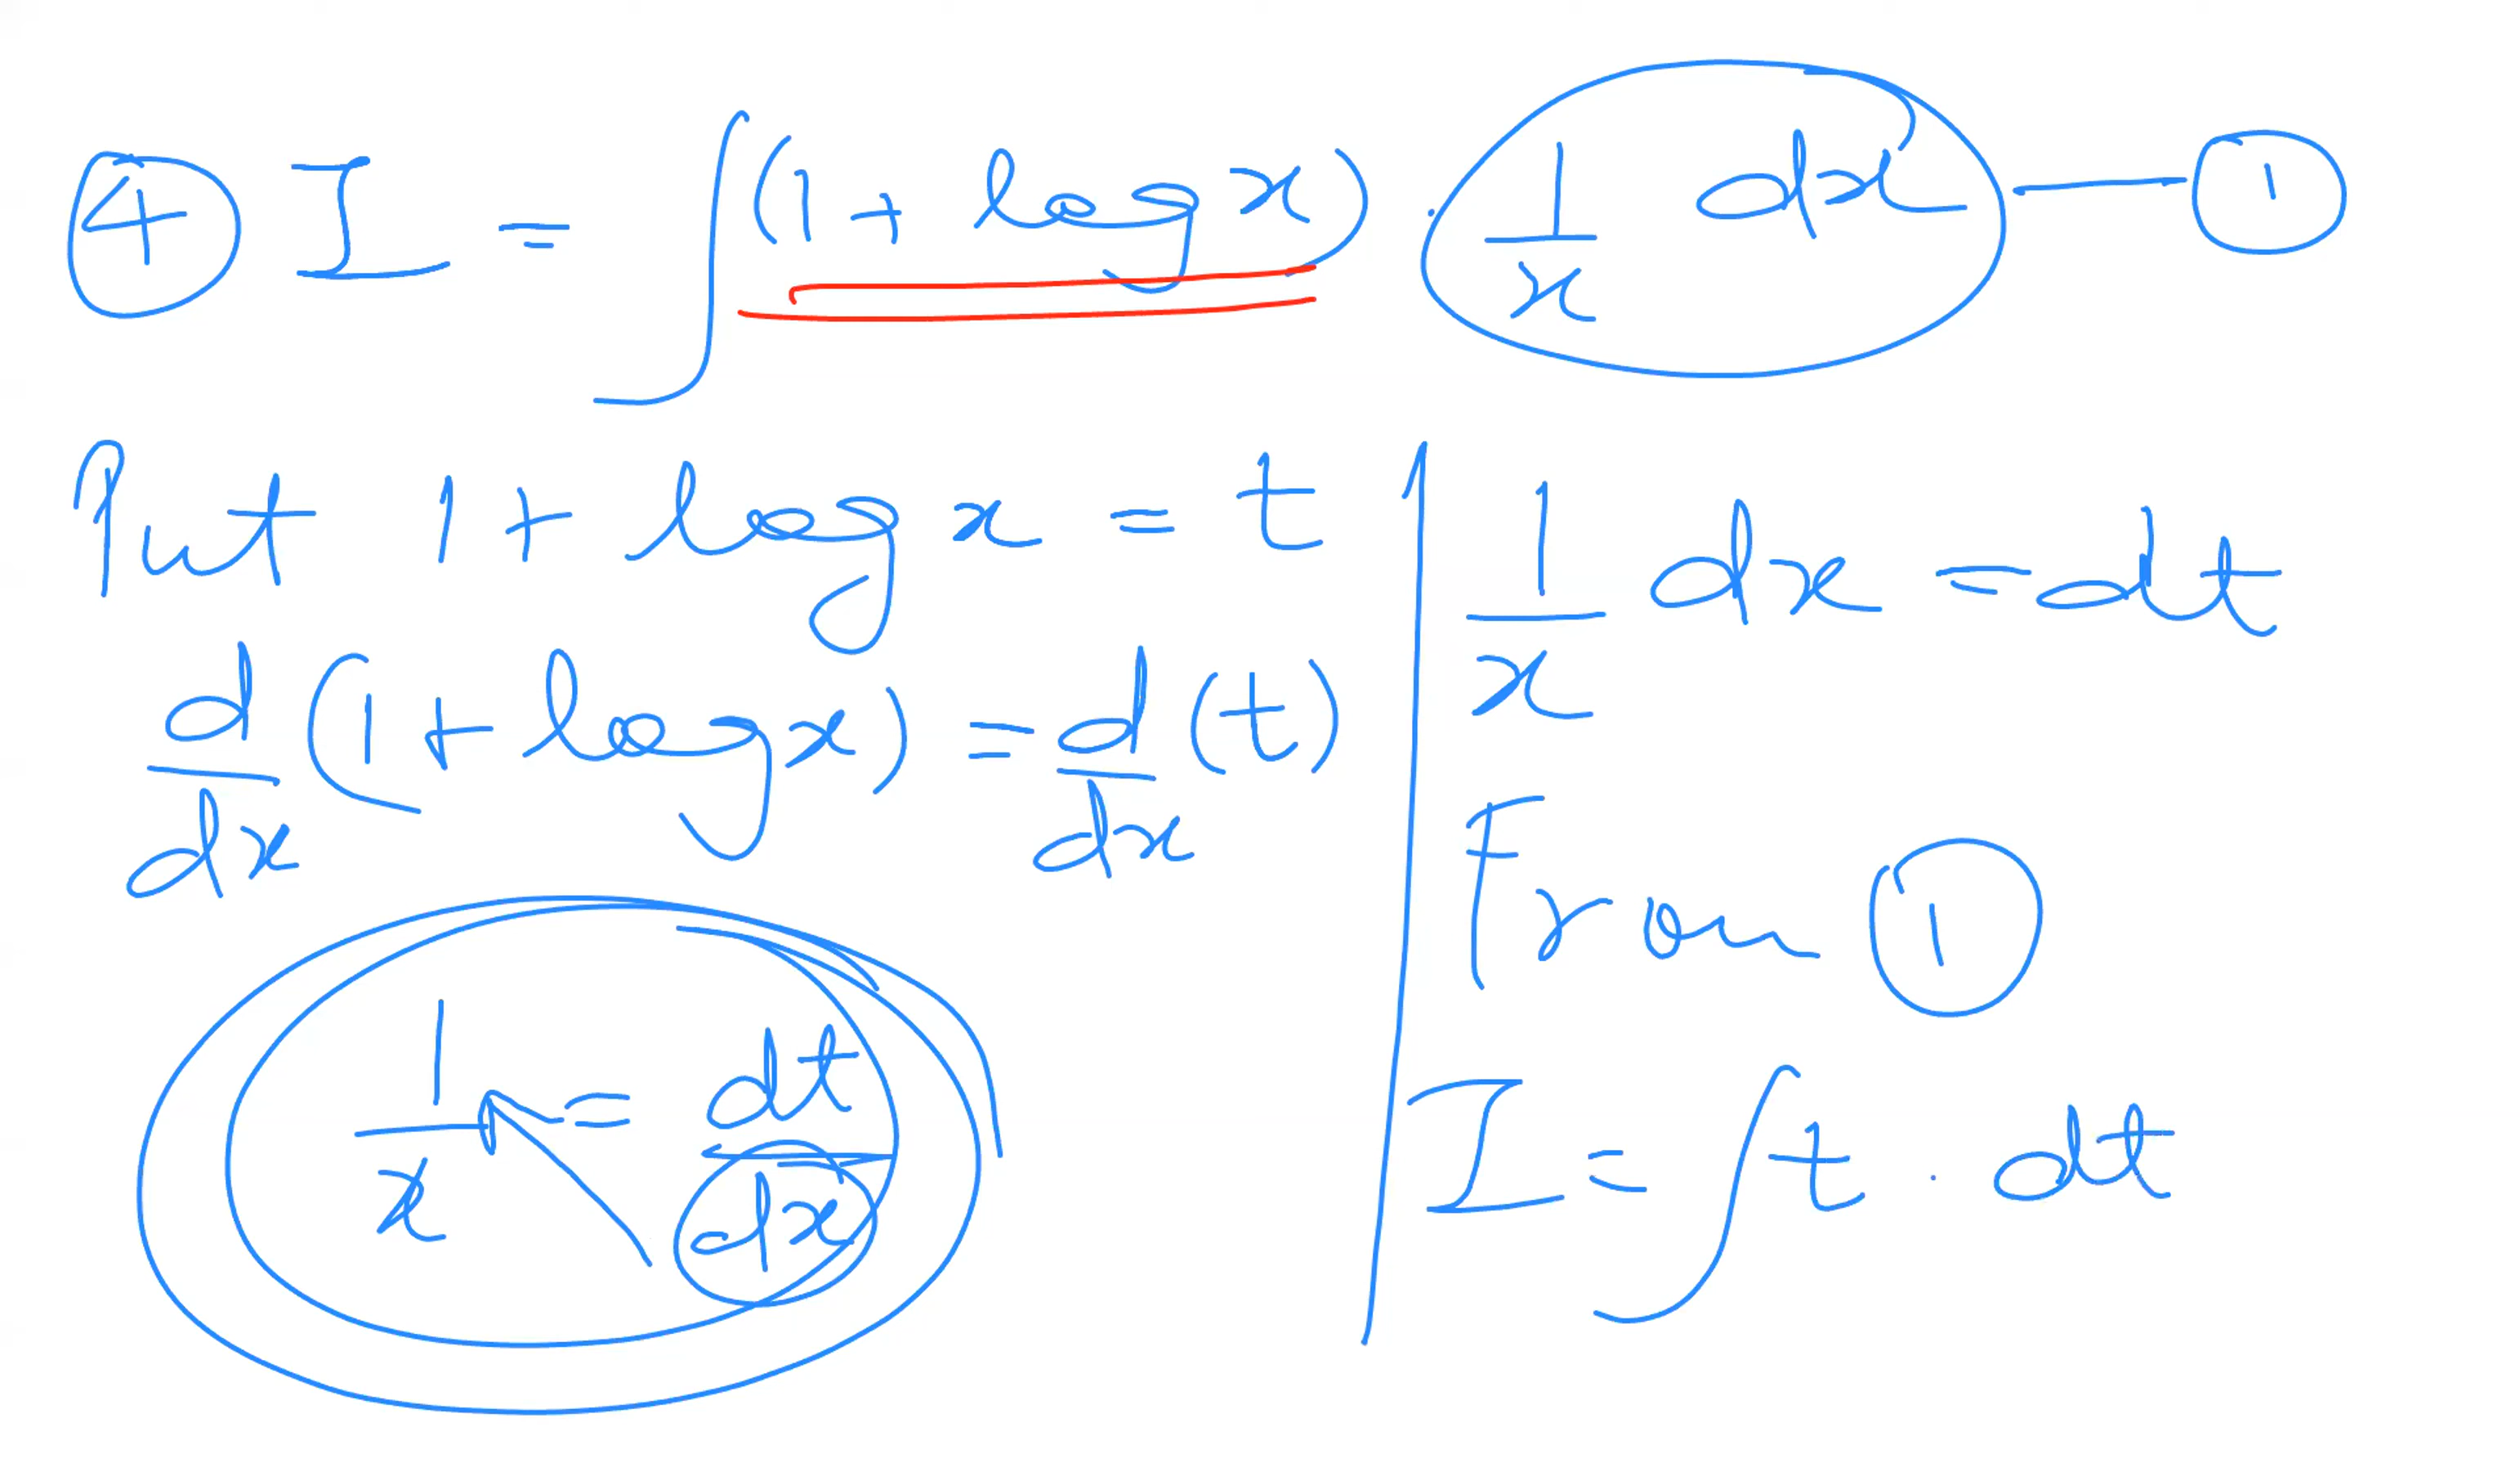 ④ I = ∫(1 + log x) · 1/x dx — ①
Put 1 + log x = t
d/dx (1 + log x) = d/dx (t)
1/x = dt/dx
1/x dx = dt
From ①
I = ∫ t · dt